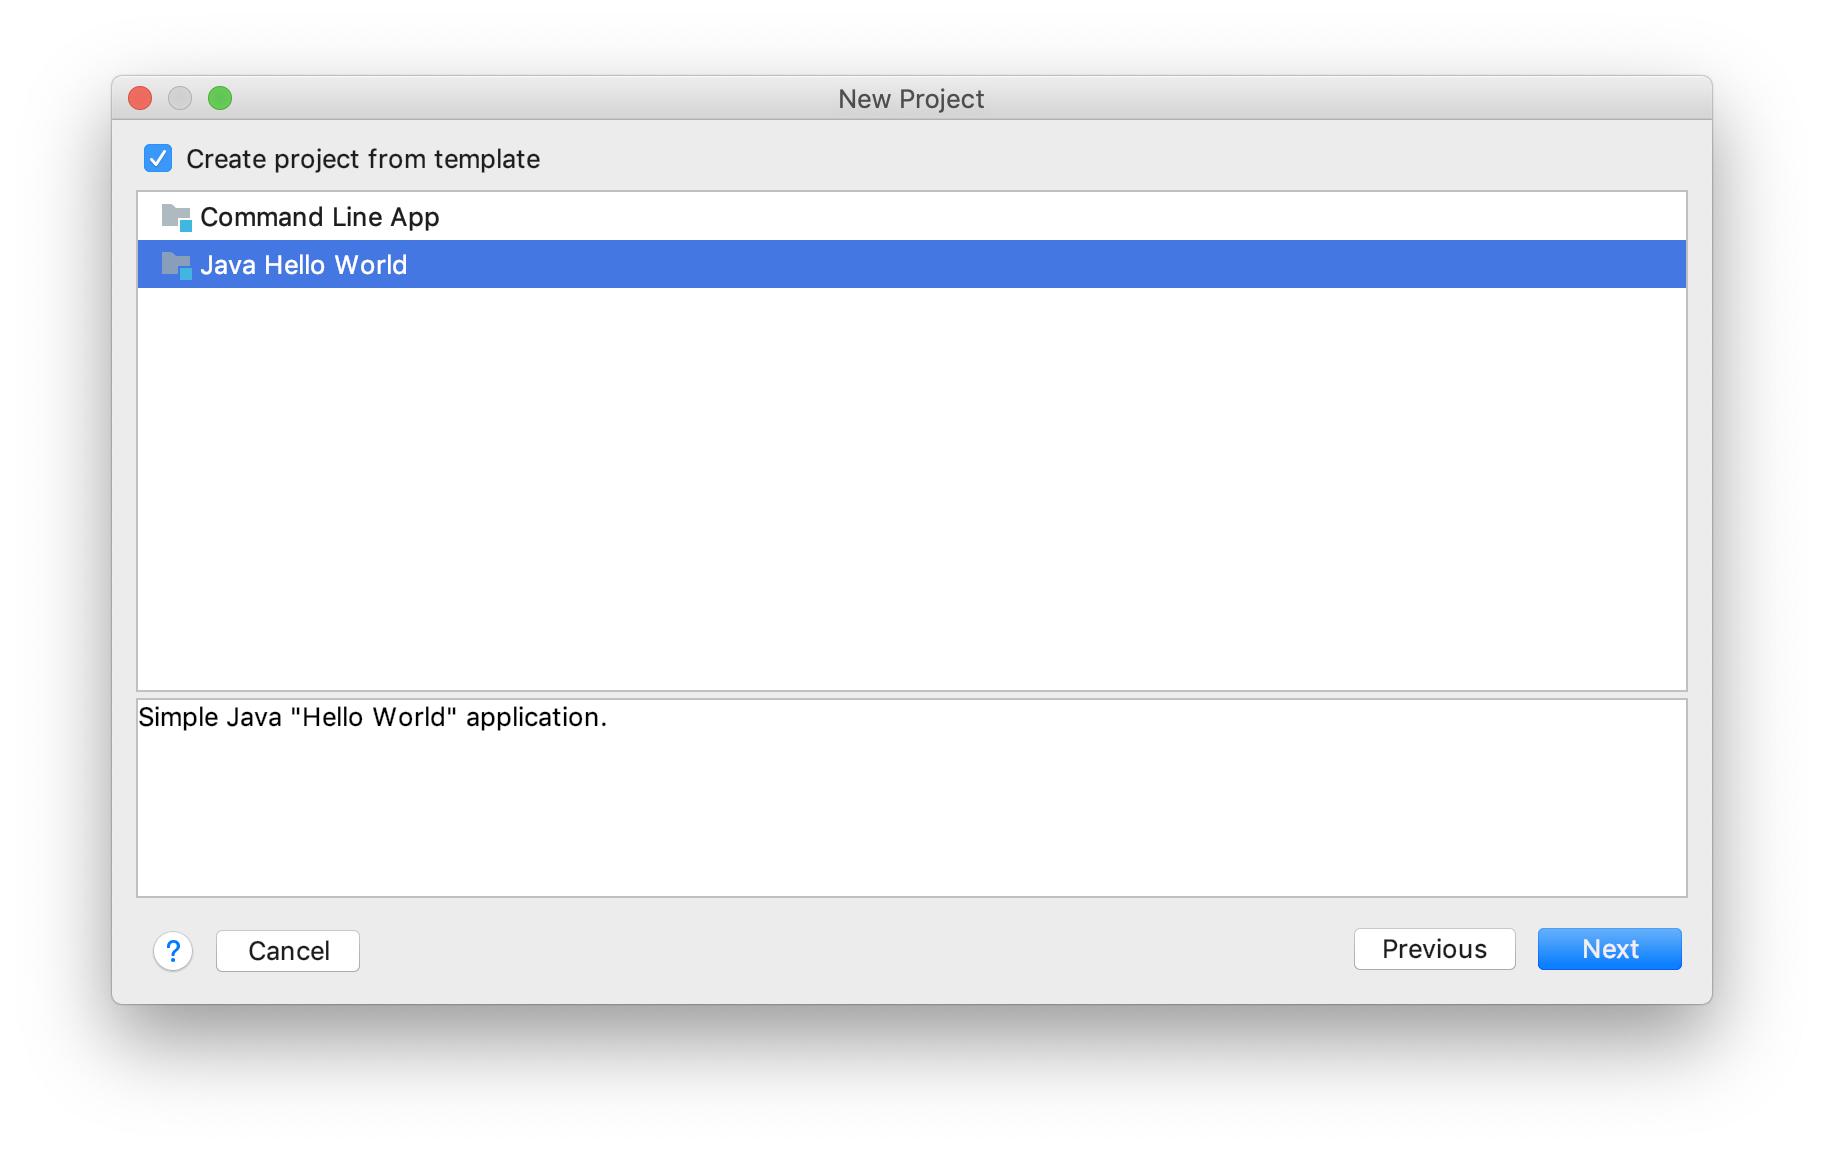 New Project
Create project from template
Command Line App
Java Hello World
Simple Java "Hello World" application.
?
Cancel
Previous
Next